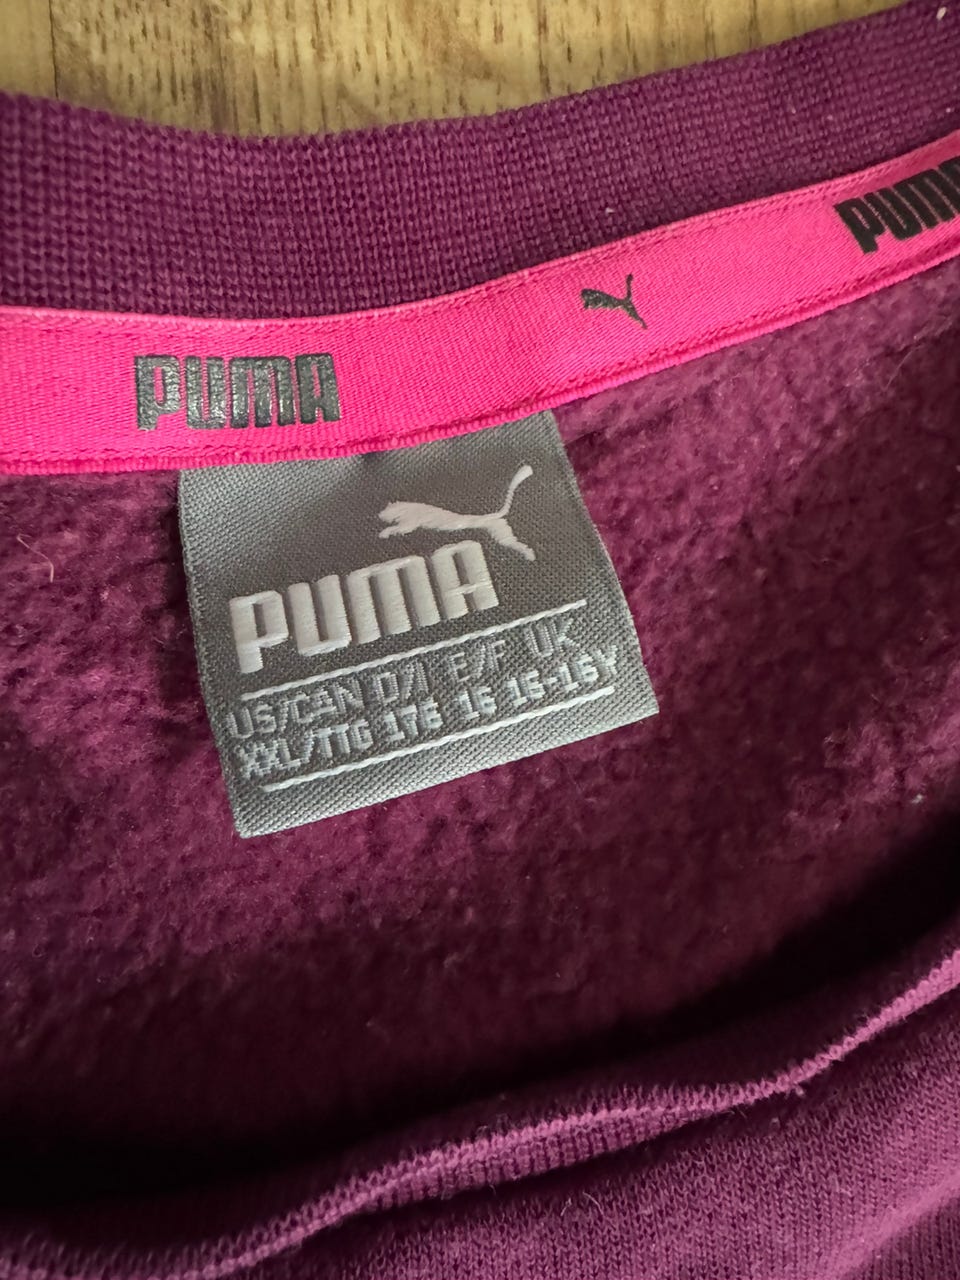 PUMA
PUMA
PUMA
US/CAN D/I E/F UK
XXL/TTG 176 16 15-16Y